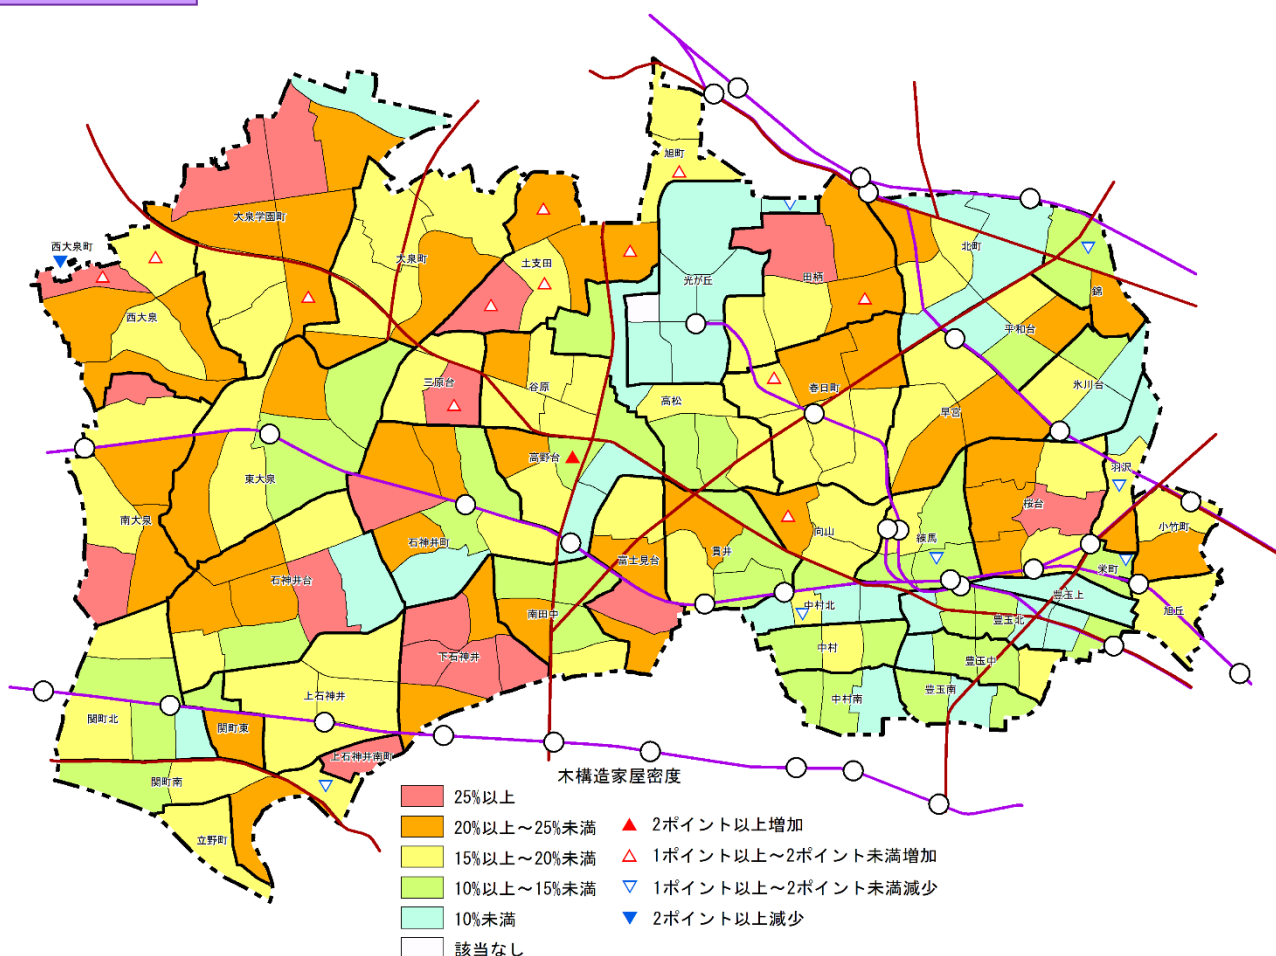 旭町
大泉学園町
西大泉町
大泉町
土支田
光が丘
田柄
北町
錦
西大泉
平和台
三原台
谷原
高松
春日町
早宮
氷川台
高野台
東大泉
羽沢
南大泉
石神井町
富士見台
貫井
向山
練馬
桜台
小竹町
栄町
石神井台
南田中
中村北
豊玉上
豊玉北
旭丘
下石神井
中村
豊玉中
上石神井
中村南
豊玉南
関町北
関町東
上石神井南町
関町南
立野町
木構造家屋密度
25%以上
20%以上～25%未満
15%以上～20%未満
10%以上～15%未満
10%未満
該当なし
2ポイント以上増加
1ポイント以上～2ポイント未満増加
1ポイント以上～2ポイント未満減少
2ポイント以上減少